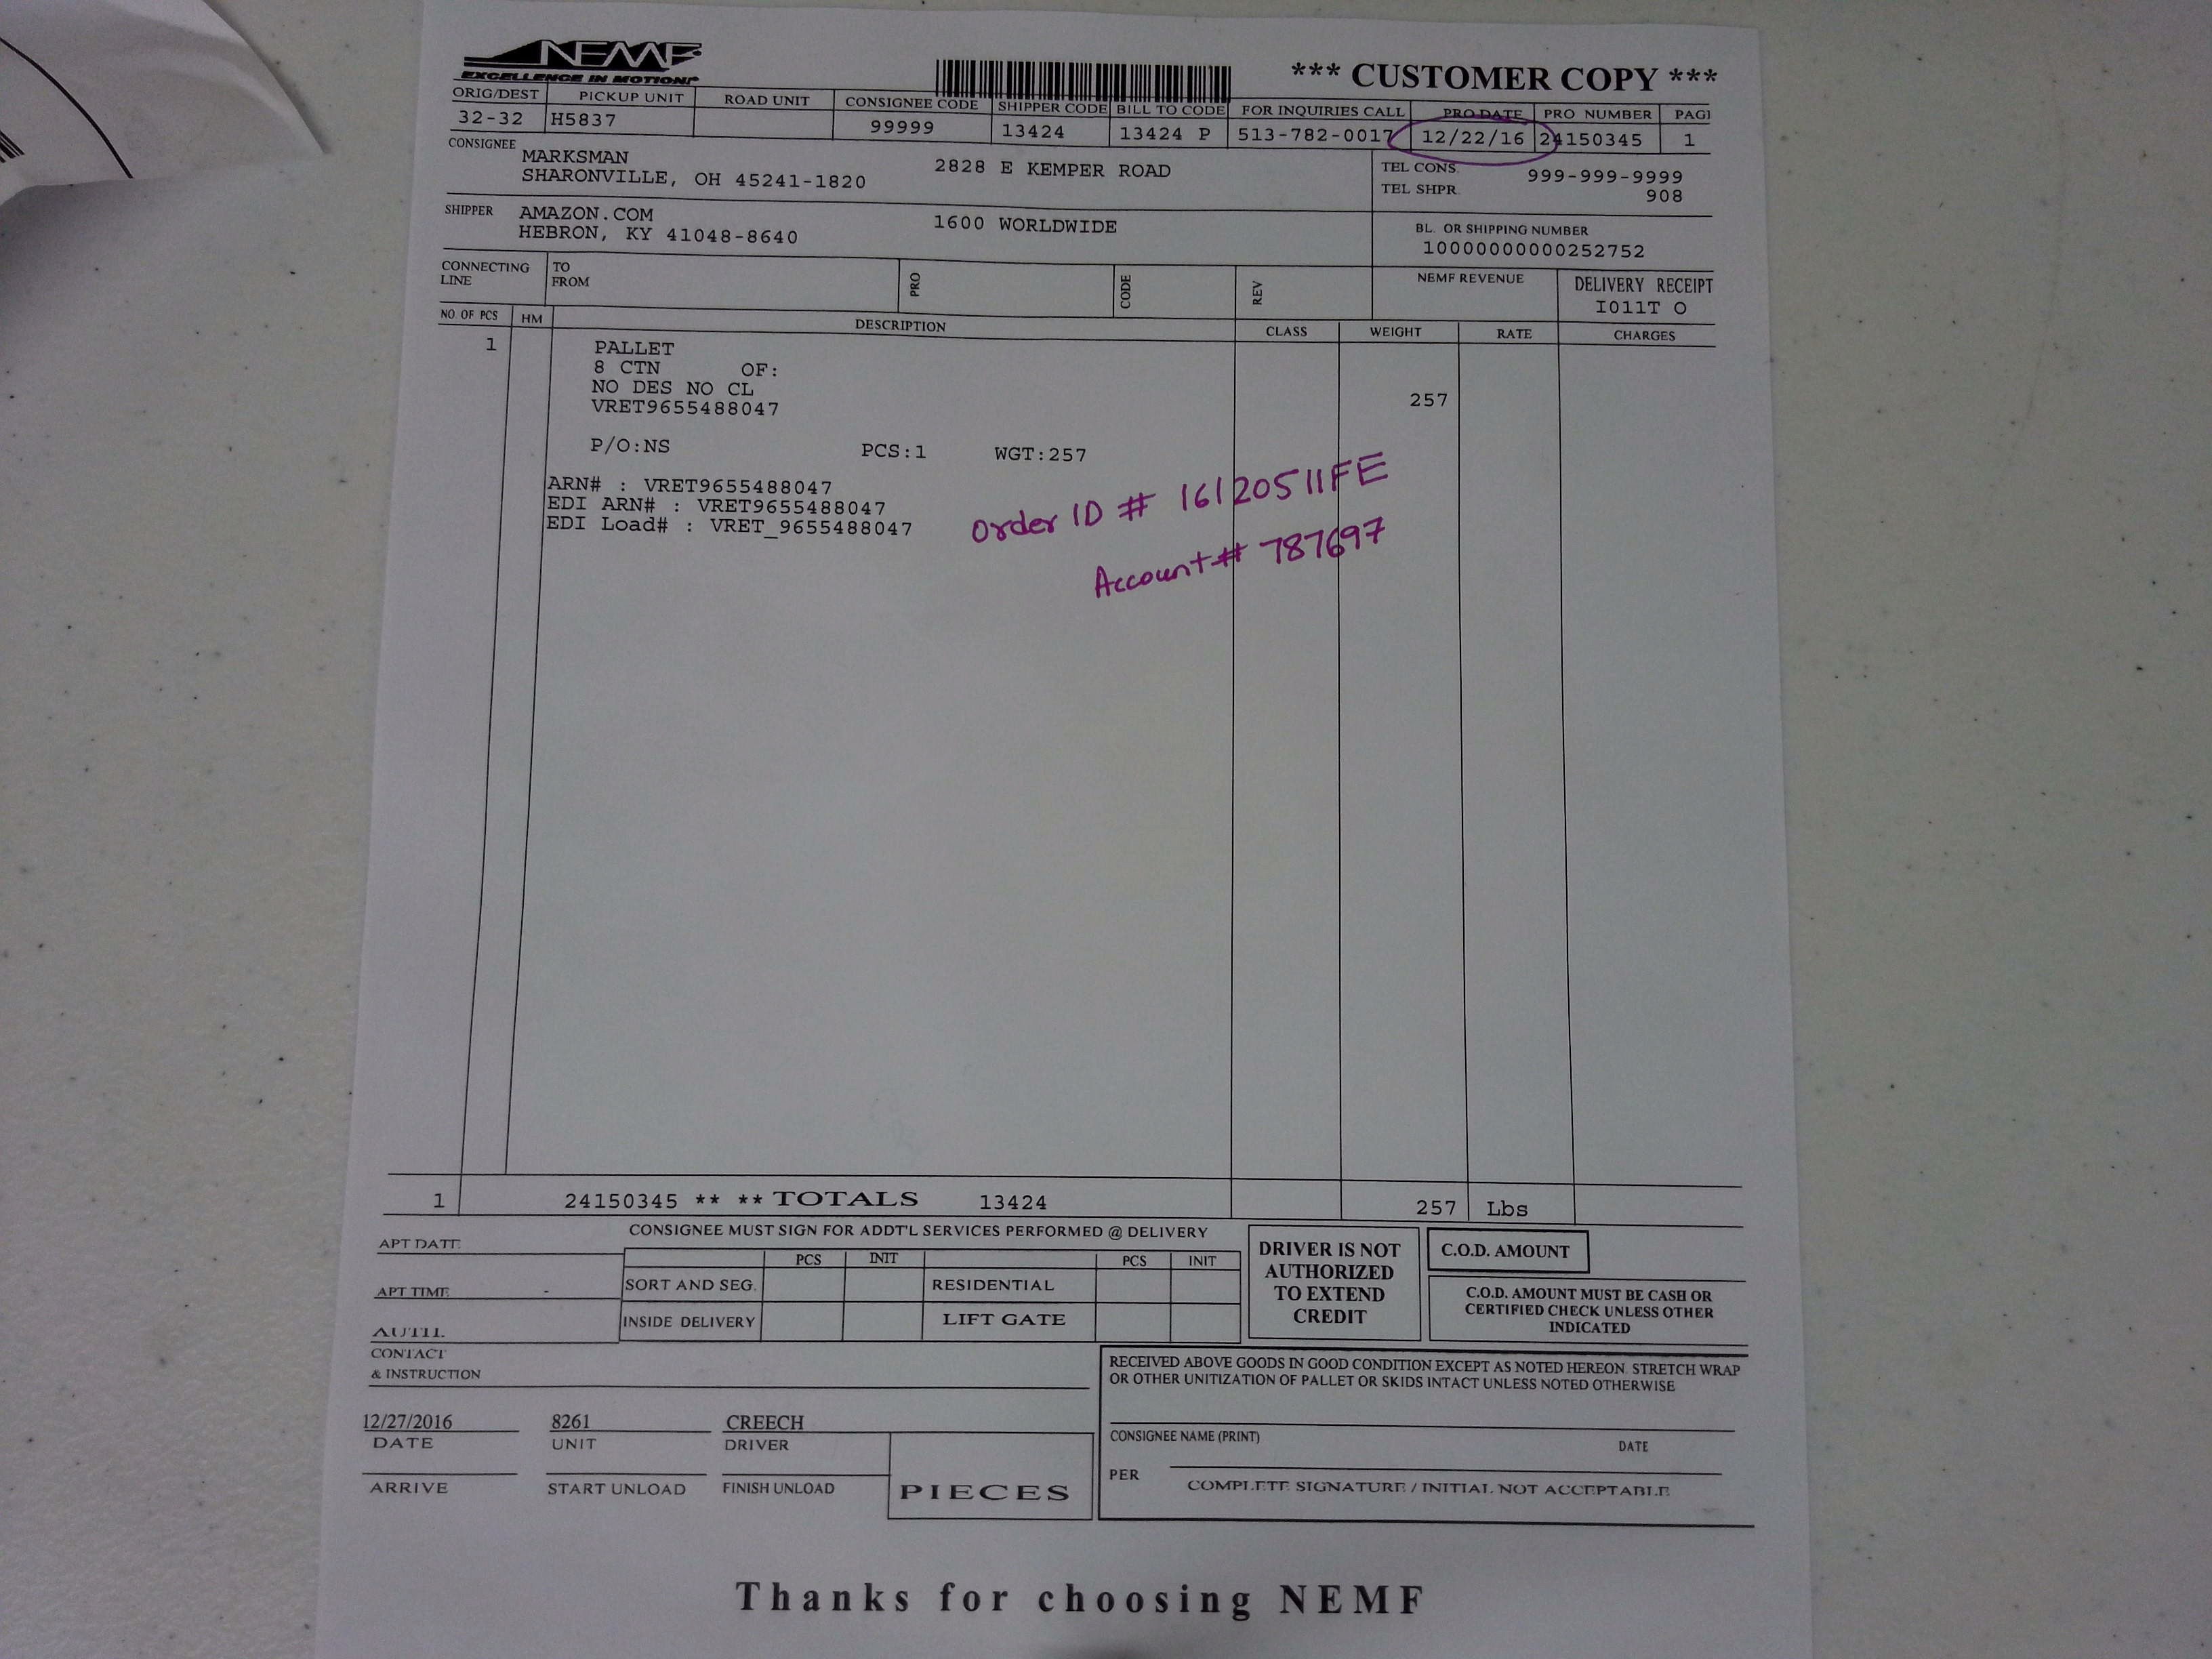 NEMF
EXCELLENCE IN MOTION!
*** CUSTOMER COPY ***
ORIG/DEST PICKUP UNIT ROAD UNIT CONSIGNEE CODE SHIPPER CODE BILL TO CODE FOR INQUIRIES CALL PRO DATE PRO NUMBER PAGI
32-32 H5837 99999 13424 13424 P 513-782-0017 12/22/16 24150345 1
CONSIGNEE MARKSMAN 2828 E KEMPER ROAD TEL CONS. 999-999-9999
SHARONVILLE, OH 45241-1820 TEL SHPR. 908
SHIPPER AMAZON.COM 1600 WORLDWIDE BL. OR SHIPPING NUMBER
HEBRON, KY 41048-8640 10000000000252752
CONNECTING LINE TO FROM PRO CODE REV NEMF REVENUE DELIVERY RECEIPT
I011T O
NO. OF PCS HM DESCRIPTION CLASS WEIGHT RATE CHARGES
1 PALLET
8 CTN OF:
NO DES NO CL 257
VRET9655488047
P/O:NS PCS:1 WGT:257
ARN# : VRET9655488047
EDI ARN# : VRET9655488047
EDI Load# : VRET_9655488047
Order ID # 16120511FE
Account# 787697
1 24150345 ** ** TOTALS 13424 257 Lbs
CONSIGNEE MUST SIGN FOR ADDT'L SERVICES PERFORMED @ DELIVERY
APT DATE
PCS INIT PCS INIT
SORT AND SEG. RESIDENTIAL
APT TIME -
INSIDE DELIVERY LIFT GATE
AUTH.
DRIVER IS NOT
AUTHORIZED
TO EXTEND
CREDIT
C.O.D. AMOUNT
C.O.D. AMOUNT MUST BE CASH OR
CERTIFIED CHECK UNLESS OTHER
INDICATED
CONTACT
& INSTRUCTION
RECEIVED ABOVE GOODS IN GOOD CONDITION EXCEPT AS NOTED HEREON. STRETCH WRAP
OR OTHER UNITIZATION OF PALLET OR SKIDS INTACT UNLESS NOTED OTHERWISE
12/27/2016 8261 CREECH
DATE UNIT DRIVER
CONSIGNEE NAME (PRINT) DATE
ARRIVE START UNLOAD FINISH UNLOAD PIECES
PER
COMPLETE SIGNATURE / INITIAL NOT ACCEPTABLE
Thanks for choosing NEMF